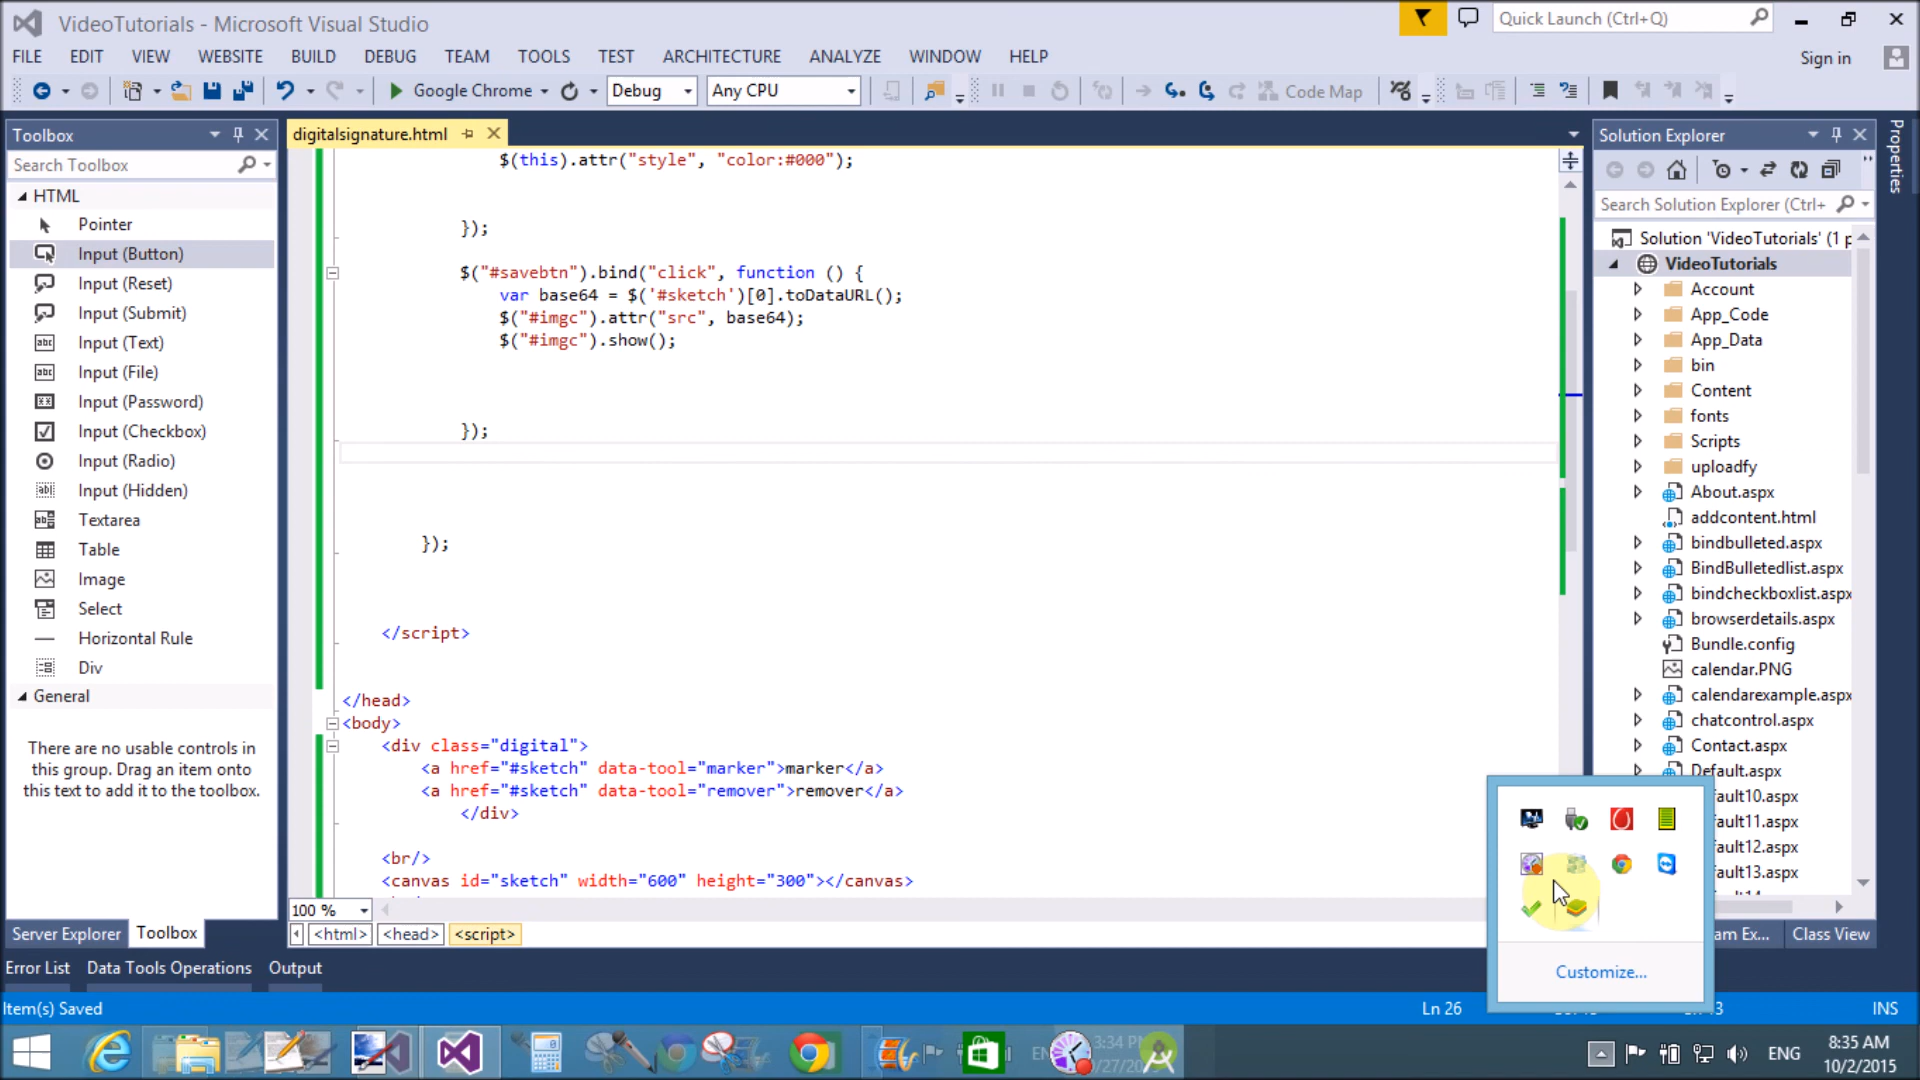 VideoTutorials - Microsoft Visual Studio
Quick Launch (Ctrl+Q)
FILE EDIT VIEW WEBSITE BUILD DEBUG TEAM TOOLS TEST ARCHITECTURE ANALYZE WINDOW HELP
Sign in
Google Chrome Debug Any CPU Code Map
Toolbox
Search Toolbox
HTML
Pointer
Input (Button)
Input (Reset)
Input (Submit)
Input (Text)
Input (File)
Input (Password)
Input (Checkbox)
Input (Radio)
Input (Hidden)
Textarea
Table
Image
Select
Horizontal Rule
Div
General
There are no usable controls in
this group. Drag an item onto
this text to add it to the toolbox.
Server Explorer Toolbox
digitalsignature.html
$(this).attr("style", "color:#000");
});
$("#savebtn").bind("click", function () {
var base64 = $('#sketch')[0].toDataURL();
$("#imgc").attr("src", base64);
$("#imgc").show();
});
});
</script>
</head>
<body>
<div class="digital">
<a href="#sketch" data-tool="marker">marker</a>
<a href="#sketch" data-tool="remover">remover</a>
</div>
<br/>
<canvas id="sketch" width="600" height="300"></canvas>
100 %
<html> <head> <script>
Solution Explorer
Search Solution Explorer (Ctrl+
Solution 'VideoTutorials' (1 p
VideoTutorials
Account
App_Code
App_Data
bin
Content
fonts
Scripts
uploadfy
About.aspx
addcontent.html
bindbulleted.aspx
BindBulletedlist.aspx
bindcheckboxlist.aspx
browserdetails.aspx
Bundle.config
calendar.PNG
calendarexample.aspx
chatcontrol.aspx
Contact.aspx
Default.aspx
fault10.aspx
fault11.aspx
fault12.aspx
fault13.aspx
am Ex... Class View
Properties
Customize...
Error List Data Tools Operations Output
Item(s) Saved
Ln 26
INS
ENG
8:35 AM
10/2/2015